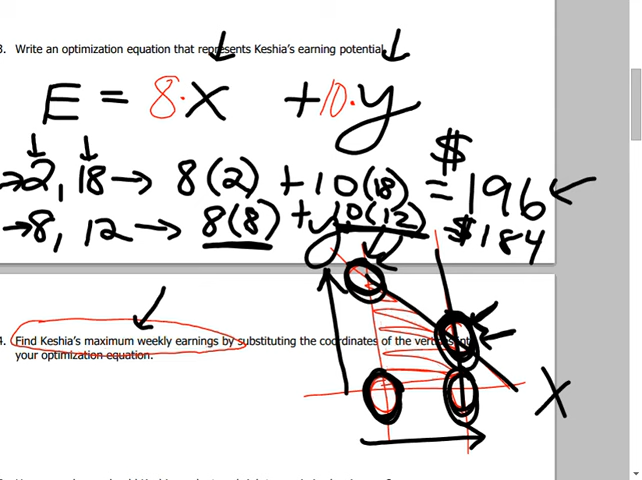 3. Write an optimization equation that represents Keshia's earning potential.
E = 8·x + 10·y
→ 2, 18 → 8(2) + 10(18) = $196 ←
→ 8, 12 → 8(8) + 10(12) $184
y
4. Find Keshia's maximum weekly earnings by substituting the coordinates of the vertices into
your optimization equation.
X